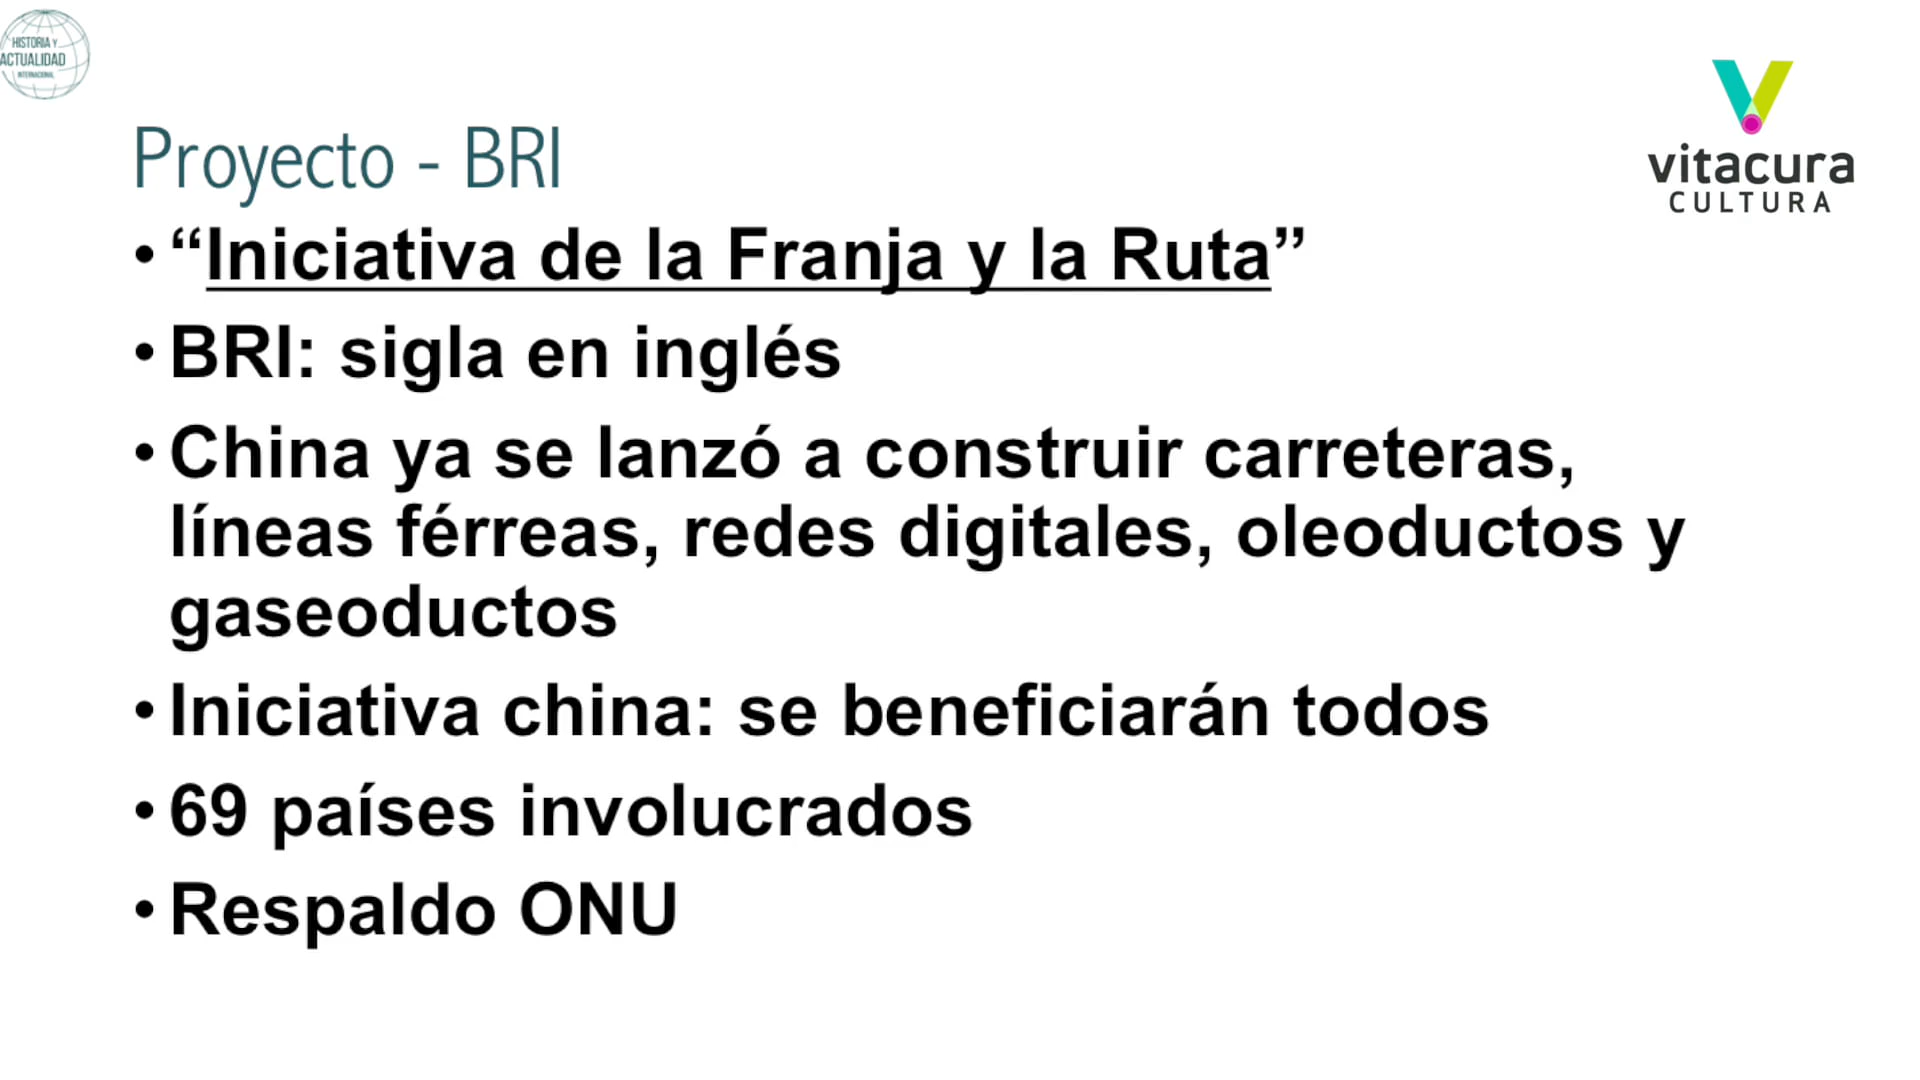 HISTORIA Y
ACTUALIDAD
INTERNACIONAL
vitacura
CULTURA
Proyecto - BRI
• “Iniciativa de la Franja y la Ruta”
• BRI: sigla en inglés
• China ya se lanzó a construir carreteras,
líneas férreas, redes digitales, oleoductos y
gaseoductos
• Iniciativa china: se beneficiarán todos
• 69 países involucrados
• Respaldo ONU